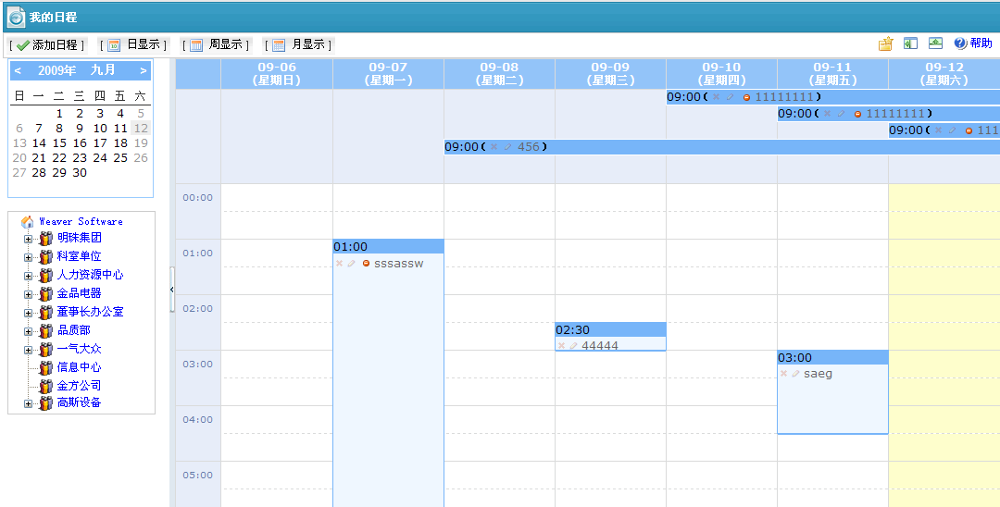 我的日程
[ 添加日程 ] [ 日显示 ] [ 周显示 ] [ 月显示 ] 帮助
< 2009年 九月 >
日 一 二 三 四 五 六
1 2 3 4 5
6 7 8 9 10 11 12
13 14 15 16 17 18 19
20 21 22 23 24 25 26
27 28 29 30
Weaver Software
明珠集团
科室单位
人力资源中心
金品电器
董事长办公室
品质部
一气大众
信息中心
金方公司
高斯设备
09-06 09-07 09-08 09-09 09-10 09-11 09-12
(星期日) (星期一) (星期二) (星期三) (星期四) (星期五) (星期六)
09:00( 11111111 )
09:00( 11111111 )
09:00( 111
09:00( 456 )
00:00
01:00
01:00
sssassw
02:00
02:30
44444
03:00
03:00
saeg
04:00
05:00